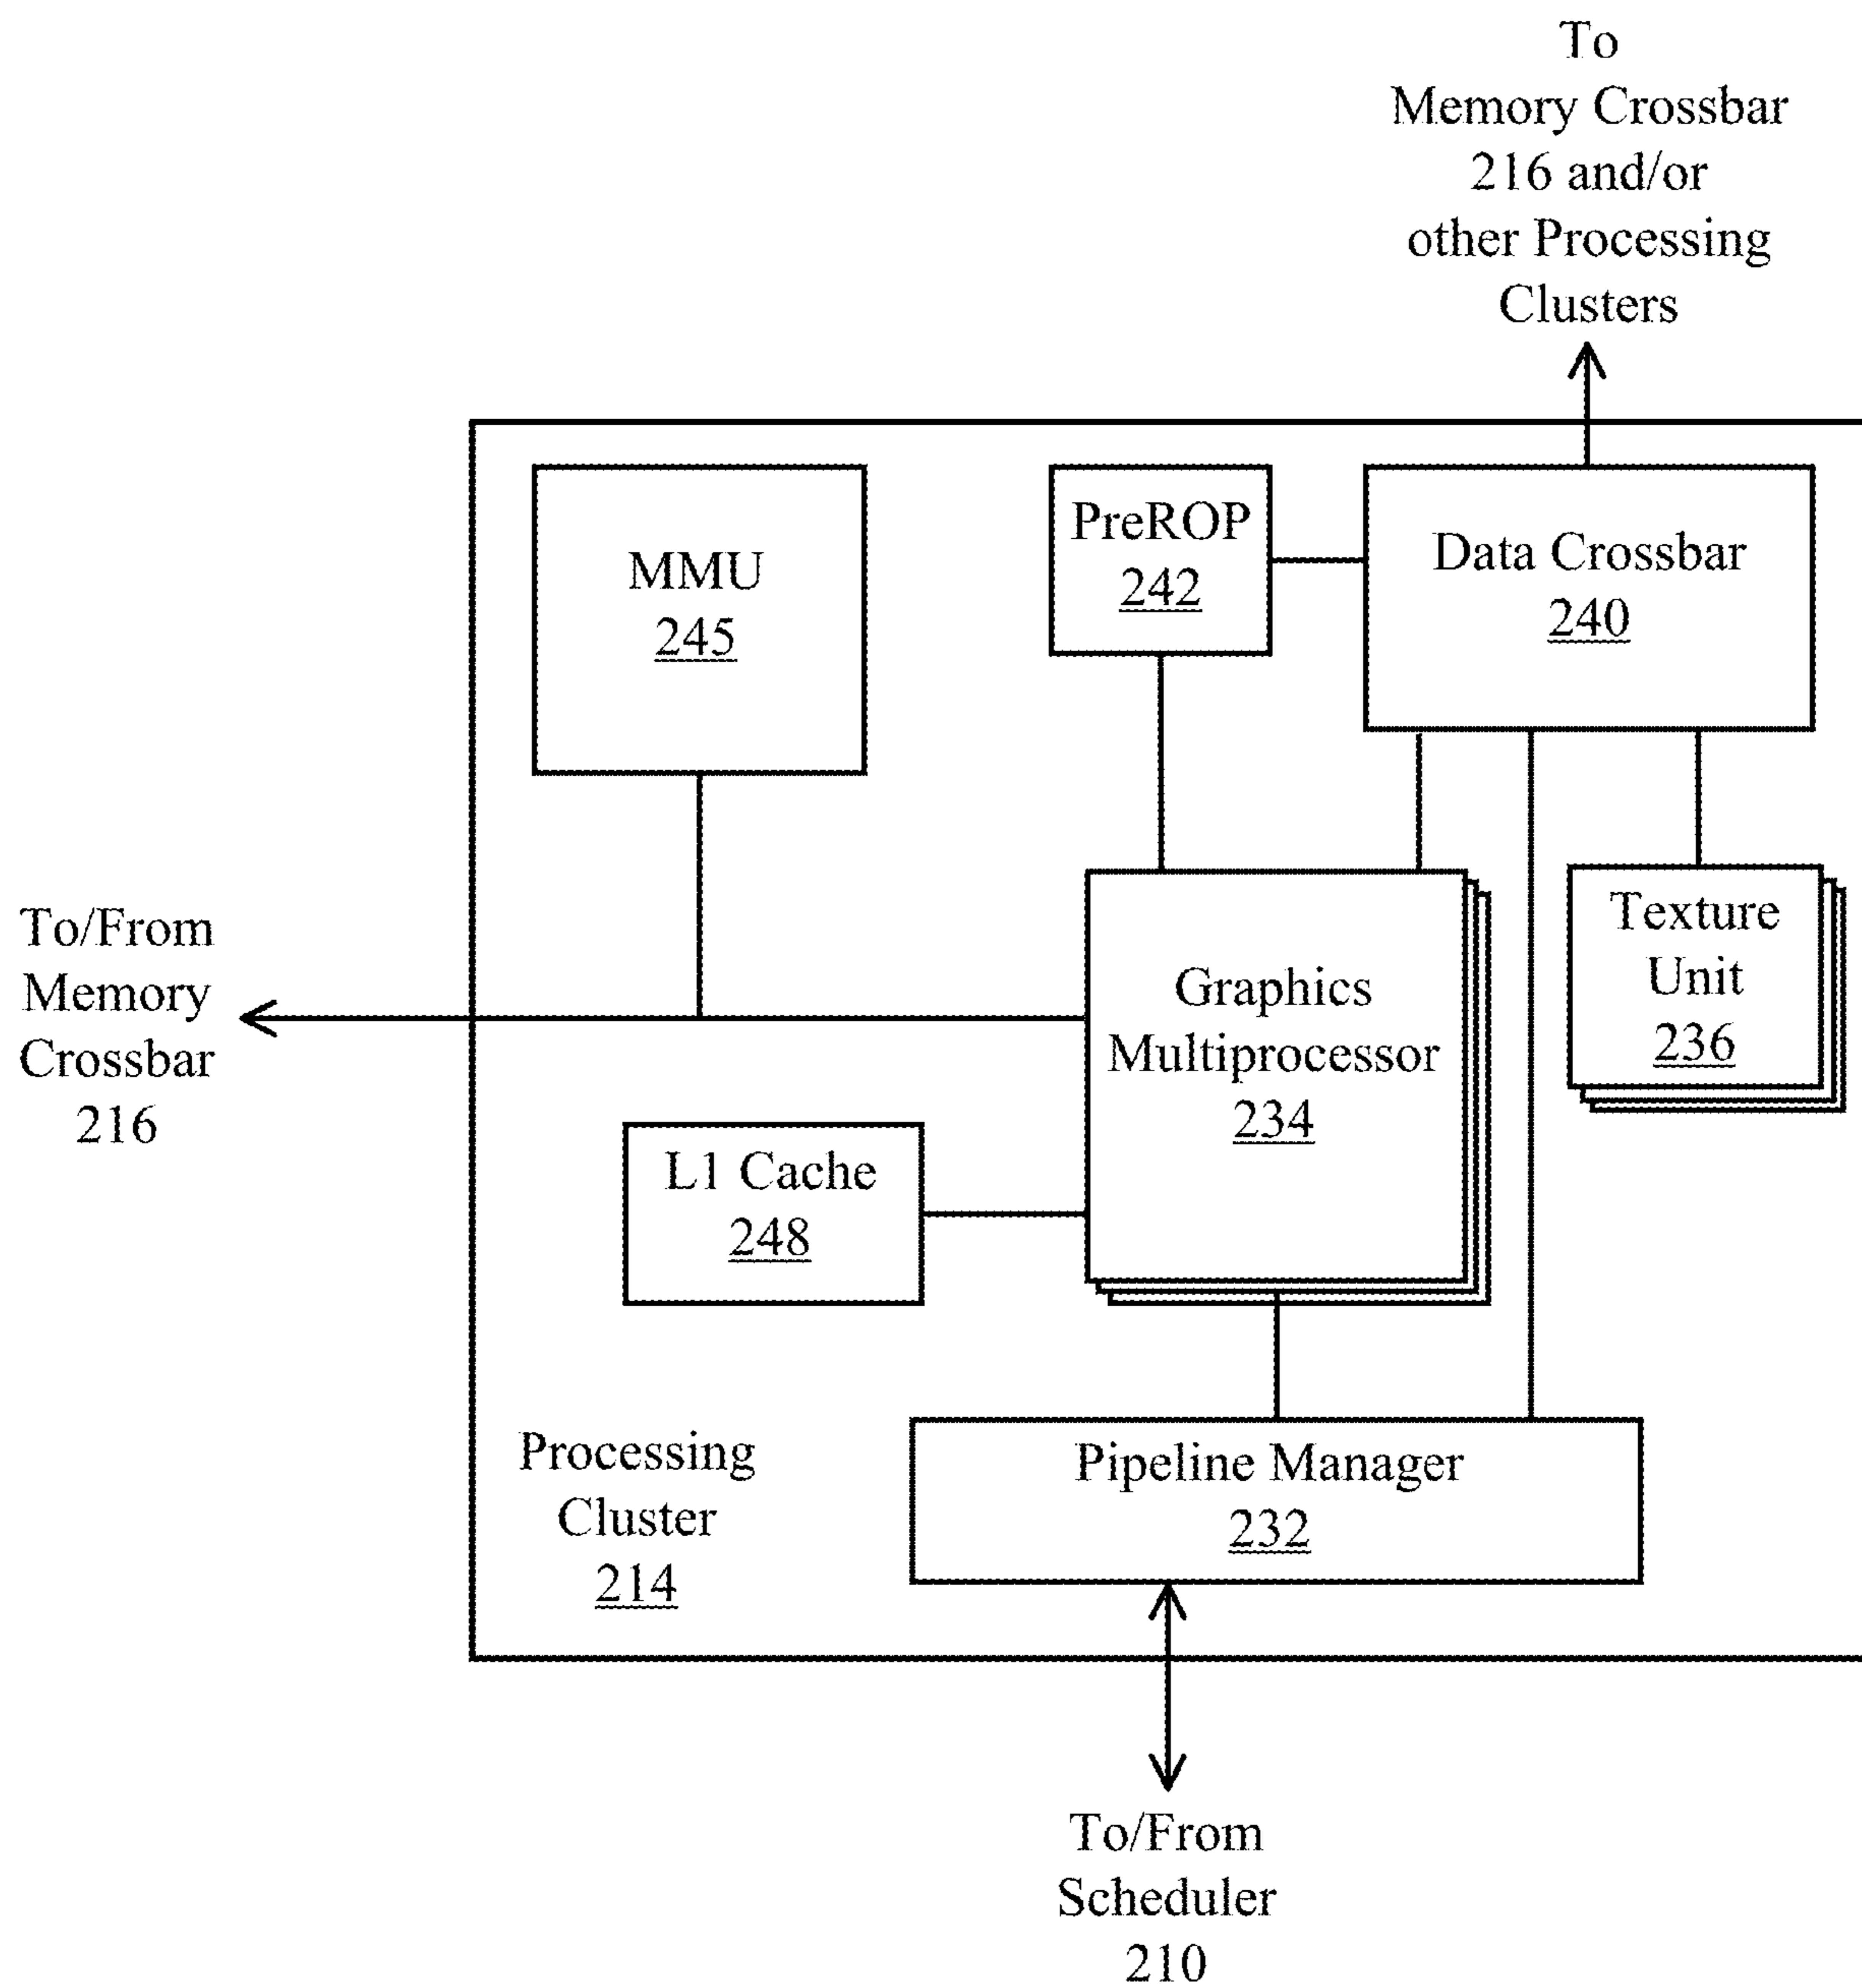 To
Memory Crossbar
216 and/or
other Processing
Clusters
MMU
245
PreROP
242
Data Crossbar
240
To/From
Memory
Crossbar
216
Graphics
Multiprocessor
234
Texture
Unit
236
L1 Cache
248
Processing
Cluster
214
Pipeline Manager
232
To/From
Scheduler
210